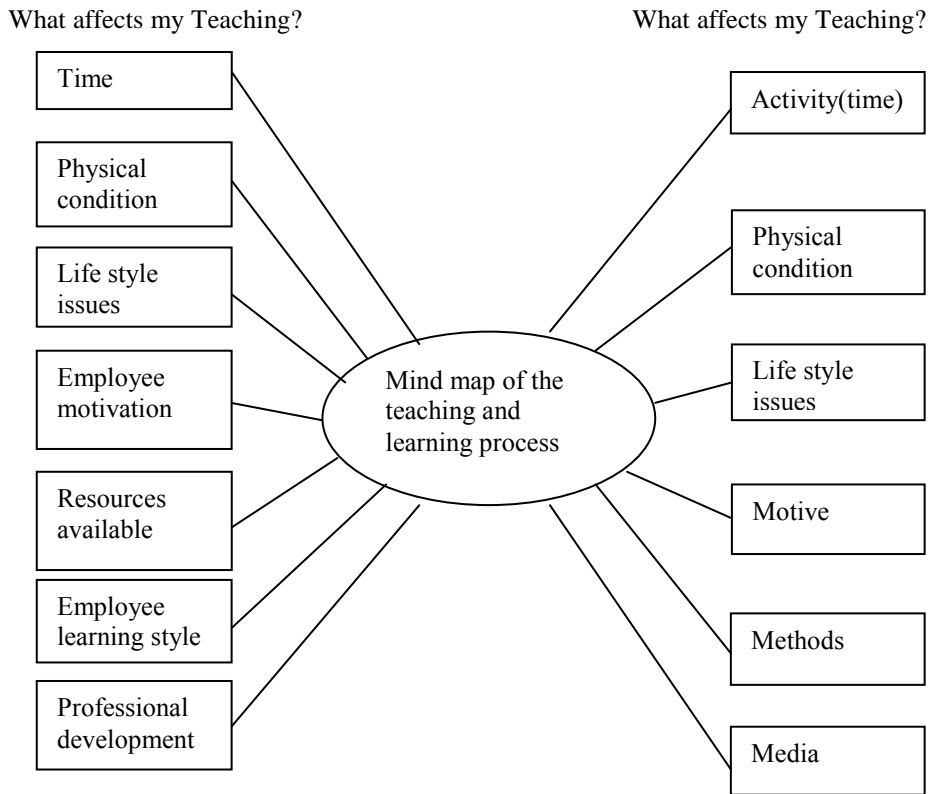 What affects my Teaching?
What affects my Teaching?
Time
Physical
condition
Life style
issues
Employee
motivation
Resources
available
Employee
learning style
Professional
development
Mind map of the
teaching and
learning process
Activity(time)
Physical
condition
Life style
issues
Motive
Methods
Media